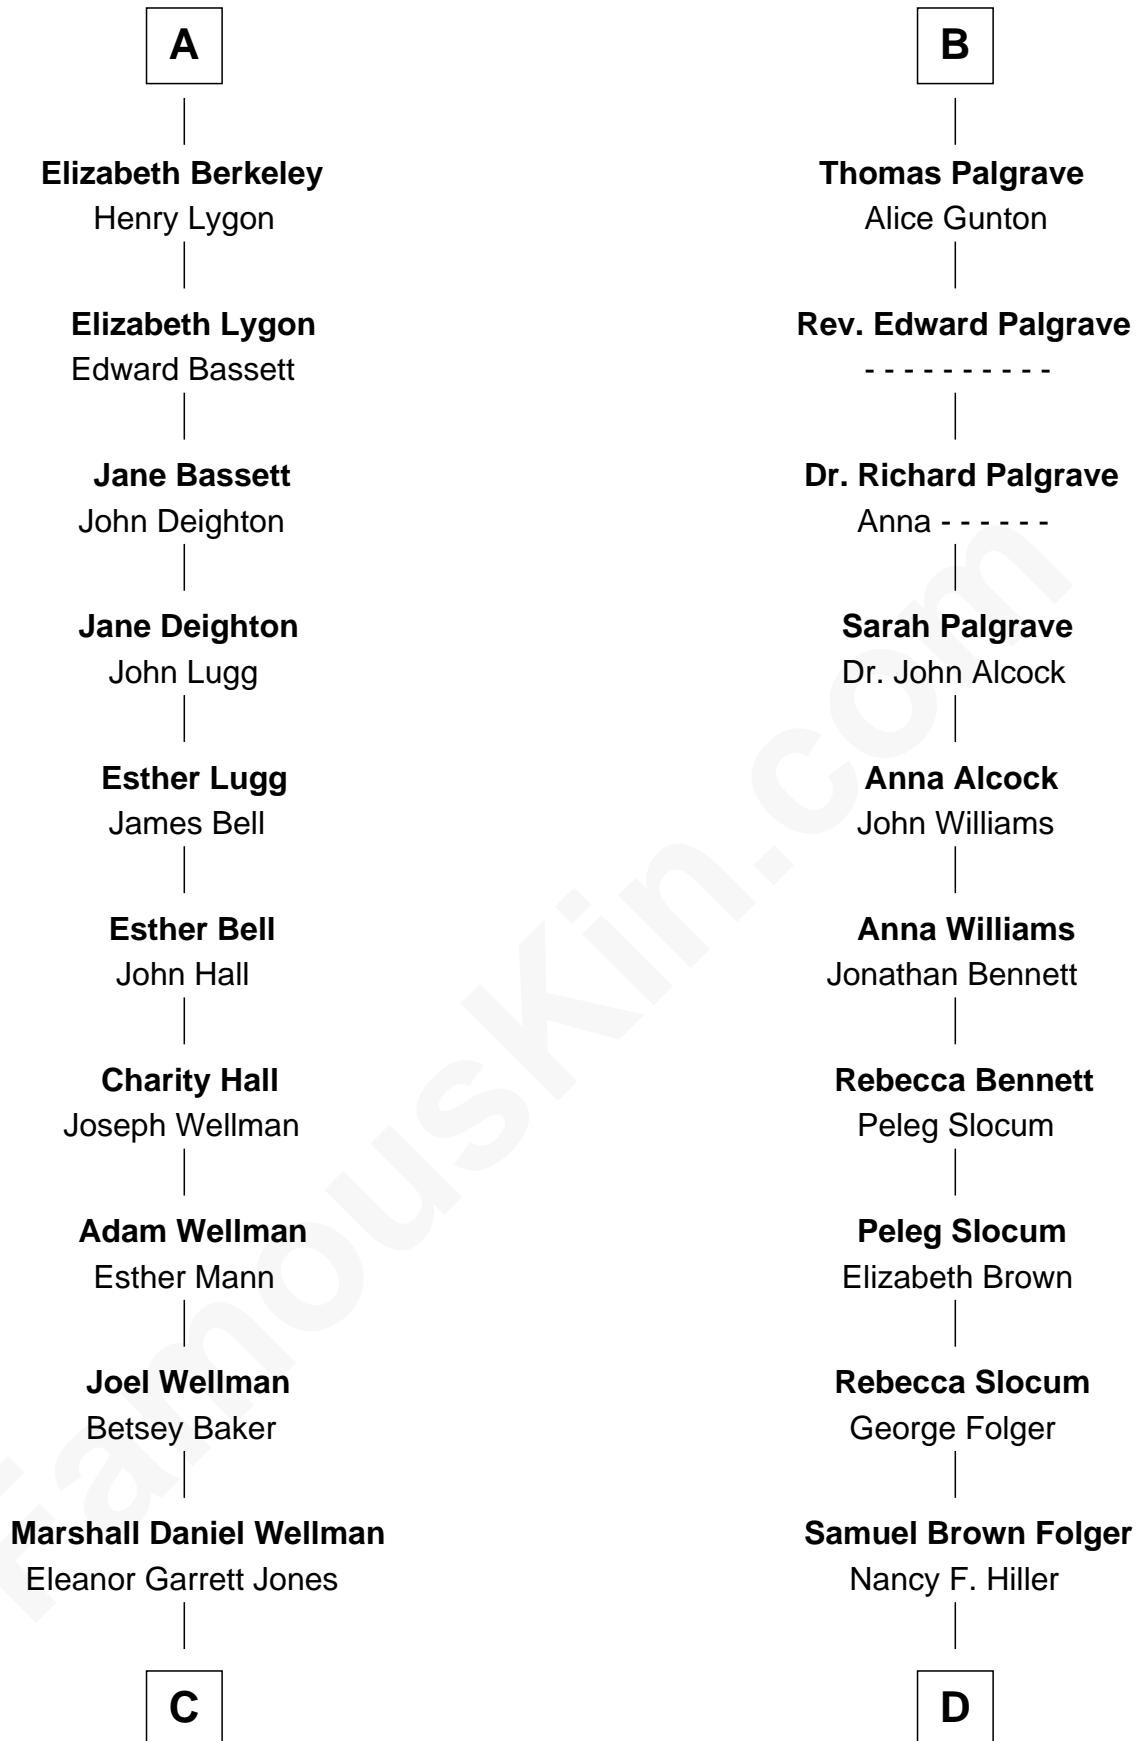 A
Elizabeth Berkeley
Henry Lygon
Elizabeth Lygon
Edward Bassett
Jane Bassett
John Deighton
Jane Deighton
John Lugg
Esther Lugg
James Bell
Esther Bell
John Hall
Charity Hall
Joseph Wellman
Adam Wellman
Esther Mann
Joel Wellman
Betsey Baker
Marshall Daniel Wellman
Eleanor Garrett Jones
C
B
Thomas Palgrave
Alice Gunton
Rev. Edward Palgrave
- - - - - - - - - -
Dr. Richard Palgrave
Anna - - - - - -
Sarah Palgrave
Dr. John Alcock
Anna Alcock
John Williams
Anna Williams
Jonathan Bennett
Rebecca Bennett
Peleg Slocum
Peleg Slocum
Elizabeth Brown
Rebecca Slocum
George Folger
Samuel Brown Folger
Nancy F. Hiller
D
FamousKin.com